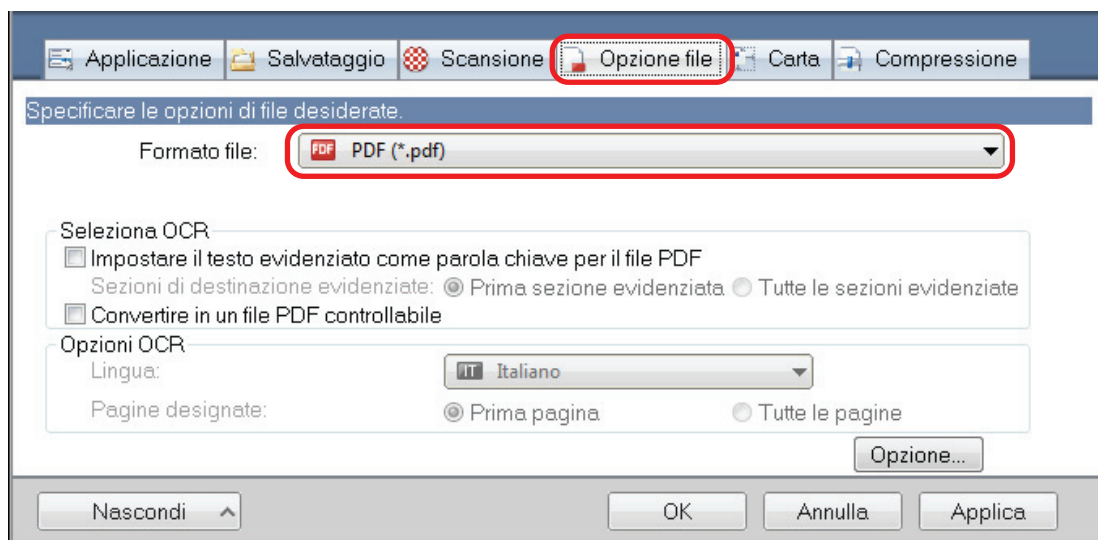 Applicazione Salvataggio Scansione Opzione file Carta Compressione
Specificare le opzioni di file desiderate.
Formato file: PDF PDF (*.pdf)
Seleziona OCR
Impostare il testo evidenziato come parola chiave per il file PDF
Sezioni di destinazione evidenziate: Prima sezione evidenziata Tutte le sezioni evidenziate
Convertire in un file PDF controllabile
Opzioni OCR
Lingua: IT Italiano
Pagine designate: Prima pagina Tutte le pagine
Opzione...
Nascondi OK Annulla Applica